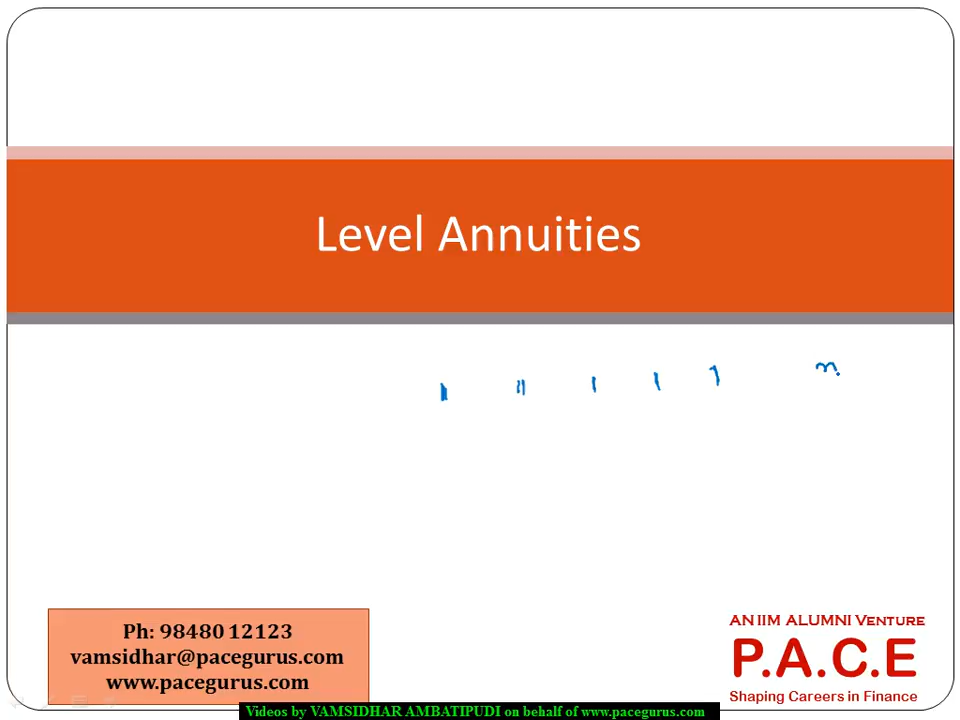 Level Annuities
Ph: 98480 12123
vamsidhar@pacegurus.com
www.pacegurus.com
AN IIM ALUMNI VENTURE
P.A.C.E
Shaping Careers in Finance
Videos by VAMSIDHAR AMBATIPUDI on behalf of www.pacegurus.com